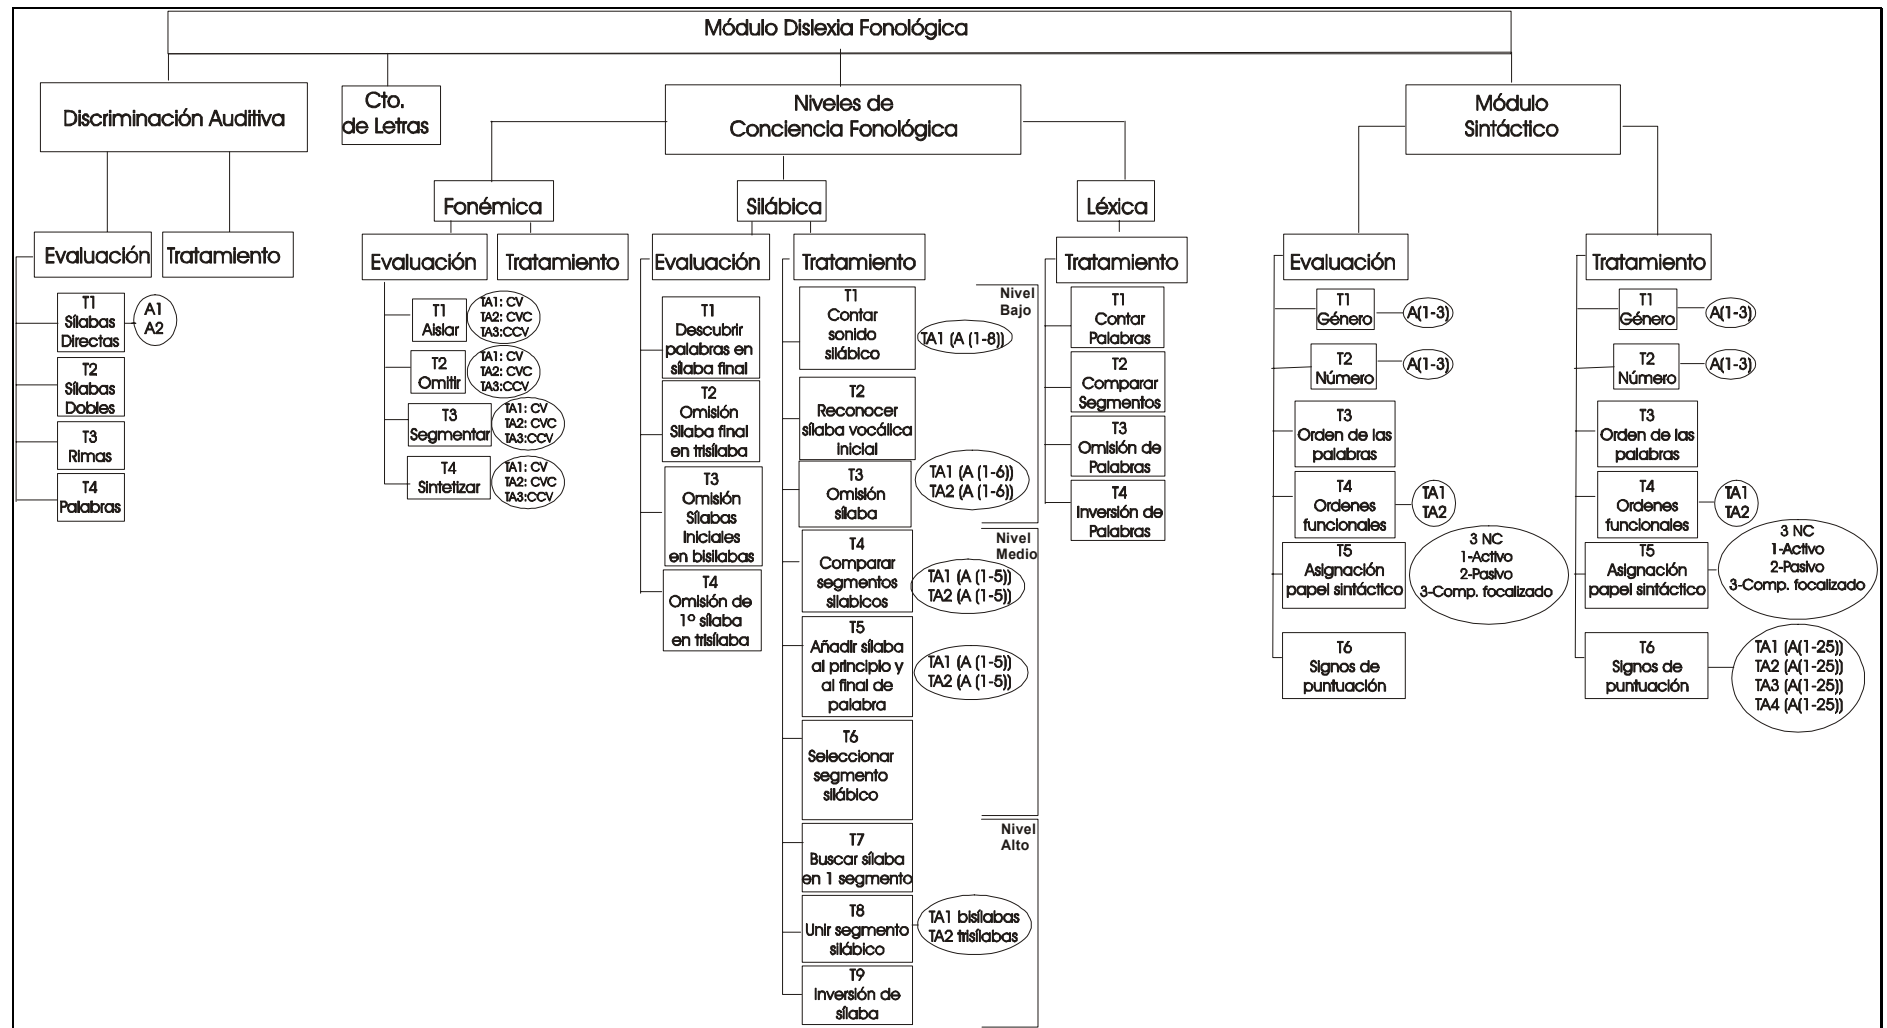 Módulo Dislexia Fonológica
Discriminación Auditiva
Cto.
de Letras
Niveles de
Conciencia Fonológica
Módulo
Sintáctico
Fonémica
Silábica
Léxica
Evaluación
Tratamiento
T1
Sílabas
Directas
A1
A2
T2
Sílabas
Dobles
T3
Rimas
T4
Palabras
Evaluación
Tratamiento
T1
Aislar
TA1: CV
TA2: CVC
TA3:CCV
T2
Omitir
TA1: CV
TA2: CVC
TA3:CCV
T3
Segmentar
TA1: CV
TA2: CVC
TA3:CCV
T4
Sintetizar
TA1: CV
TA2: CVC
TA3:CCV
Evaluación
T1
Descubrir
palabras en
sílaba final
T2
Omisión
Silaba final
en trisílaba
T3
Omisión
Sílabas
Iniciales
en bisilabas
T4
Omisión de
1º sílaba
en trisílaba
Tratamiento
Nivel
Bajo
T1
Contar
sonido
silábico
TA1 (A (1-8))
T2
Reconocer
sílaba vocálica
inicial
T3
Omisión
sílaba
TA1 (A (1-6))
TA2 (A (1-6))
Nivel
Medio
T4
Comparar
segmentos
silabicos
TA1 (A (1-5))
TA2 (A (1-5))
T5
Añadir sílaba
al principio y
al final de
palabra
TA1 (A (1-5))
TA2 (A (1-5))
T6
Seleccionar
segmento
silábico
Nivel
Alto
T7
Buscar sílaba
en 1 segmento
T8
Unir segmento
silábico
TA1 bisílabas
TA2 trisílabas
T9
Inversión de
sílaba
Tratamiento
T1
Contar
Palabras
T2
Comparar
Segmentos
T3
Omisión de
Palabras
T4
Inversión de
Palabras
Evaluación
T1
Género
A(1-3)
T2
Número
A(1-3)
T3
Orden de las
palabras
T4
Ordenes
funcionales
TA1
TA2
T5
Asignación
papel sintáctico
3 NC
1-Activo
2-Pasivo
3-Comp. focalizado
T6
Signos de
puntuación
Tratamiento
T1
Género
A(1-3)
T2
Número
A(1-3)
T3
Orden de las
palabras
T4
Ordenes
funcionales
TA1
TA2
T5
Asignación
papel sintáctico
3 NC
1-Activo
2-Pasivo
3-Comp. focalizado
T6
Signos de
puntuación
TA1 (A(1-25))
TA2 (A(1-25))
TA3 (A(1-25))
TA4 (A(1-25))